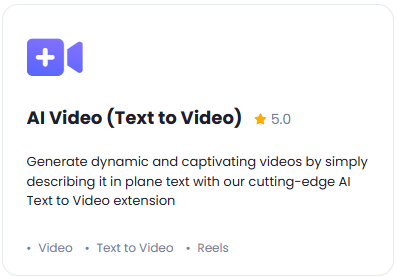 AI Video (Text to Video) 5.0
Generate dynamic and captivating videos by simply
describing it in plane text with our cutting-edge AI
Text to Video extension
• Video • Text to Video • Reels